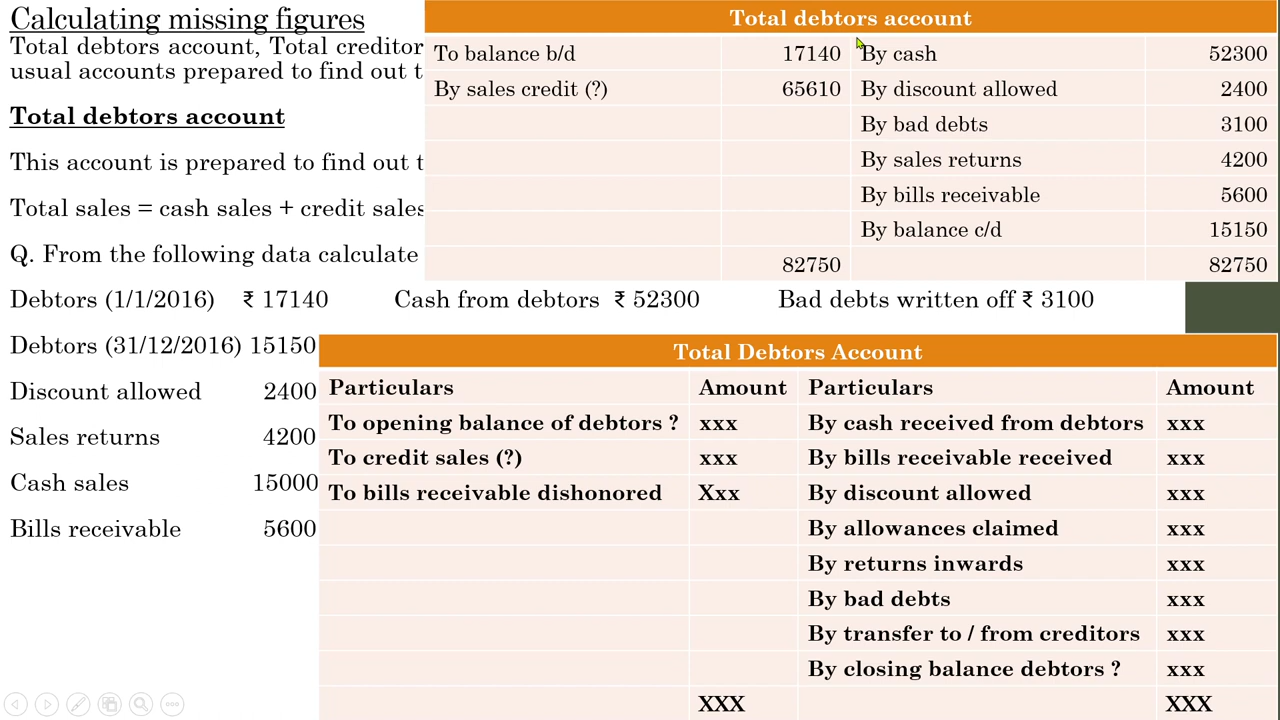 Calculating missing figures
Total debtors account, Total creditor
usual accounts prepared to find out t
Total debtors account
This account is prepared to find out t
Total sales = cash sales + credit sales
Q. From the following data calculate
Total debtors account
To balance b/d 17140 By cash 52300
By sales credit (?) 65610 By discount allowed 2400
By bad debts 3100
By sales returns 4200
By bills receivable 5600
By balance c/d 15150
82750 82750
Debtors (1/1/2016) ₹ 17140 Cash from debtors ₹ 52300 Bad debts written off ₹ 3100
Debtors (31/12/2016) 15150
Discount allowed 2400
Sales returns 4200
Cash sales 15000
Bills receivable 5600
Total Debtors Account
Particulars Amount Particulars Amount
To opening balance of debtors ? xxx By cash received from debtors xxx
To credit sales (?) xxx By bills receivable received xxx
To bills receivable dishonored Xxx By discount allowed xxx
By allowances claimed xxx
By returns inwards xxx
By bad debts xxx
By transfer to / from creditors xxx
By closing balance debtors ? xxx
XXX XXX